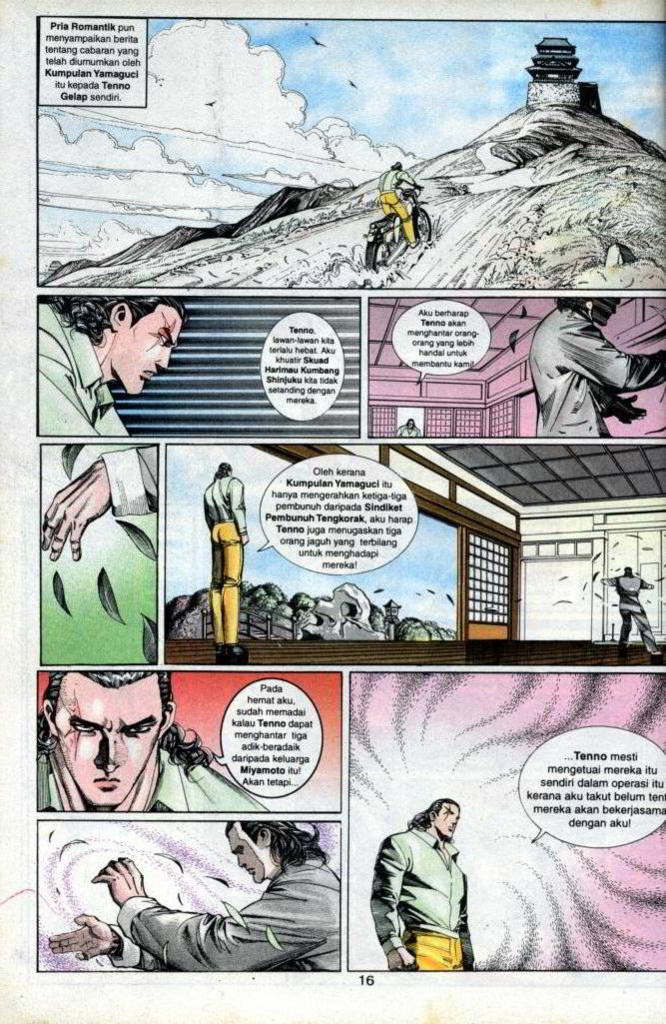 Pria Romantik pun
menyampaikan berita
tentang cabaran yang
telah diumumkan oleh
Kumpulan Yamaguci
itu kepada Tenno
Gelap sendiri.
Tenno,
lawan-lawan kita
terlalu hebat. Aku
khuatir Skuad
Harimau Kumbang
Shinjuku kita tidak
setanding dengan
mereka.
Aku berharap
Tenno akan
menghantar orang-
orang yang lebih
handal untuk
membantu kami!
Oleh kerana
Kumpulan Yamaguci itu
hanya mengerahkan ketiga-tiga
pembunuh daripada Sindiket
Pembunuh Tengkorak, aku harap
Tenno juga menugaskan tiga
orang jaguh yang terbilang
untuk menghadapi
mereka!
Pada
hemat aku,
sudah memadai
kalau Tenno dapat
menghantar tiga
adik-beradaik
daripada keluarga
Miyamoto itu!
Akan tetapi...
...Tenno mesti
mengetuai mereka itu
sendiri dalam operasi itu
kerana aku takut belum
mereka akan bekerjasama
dengan aku!
16